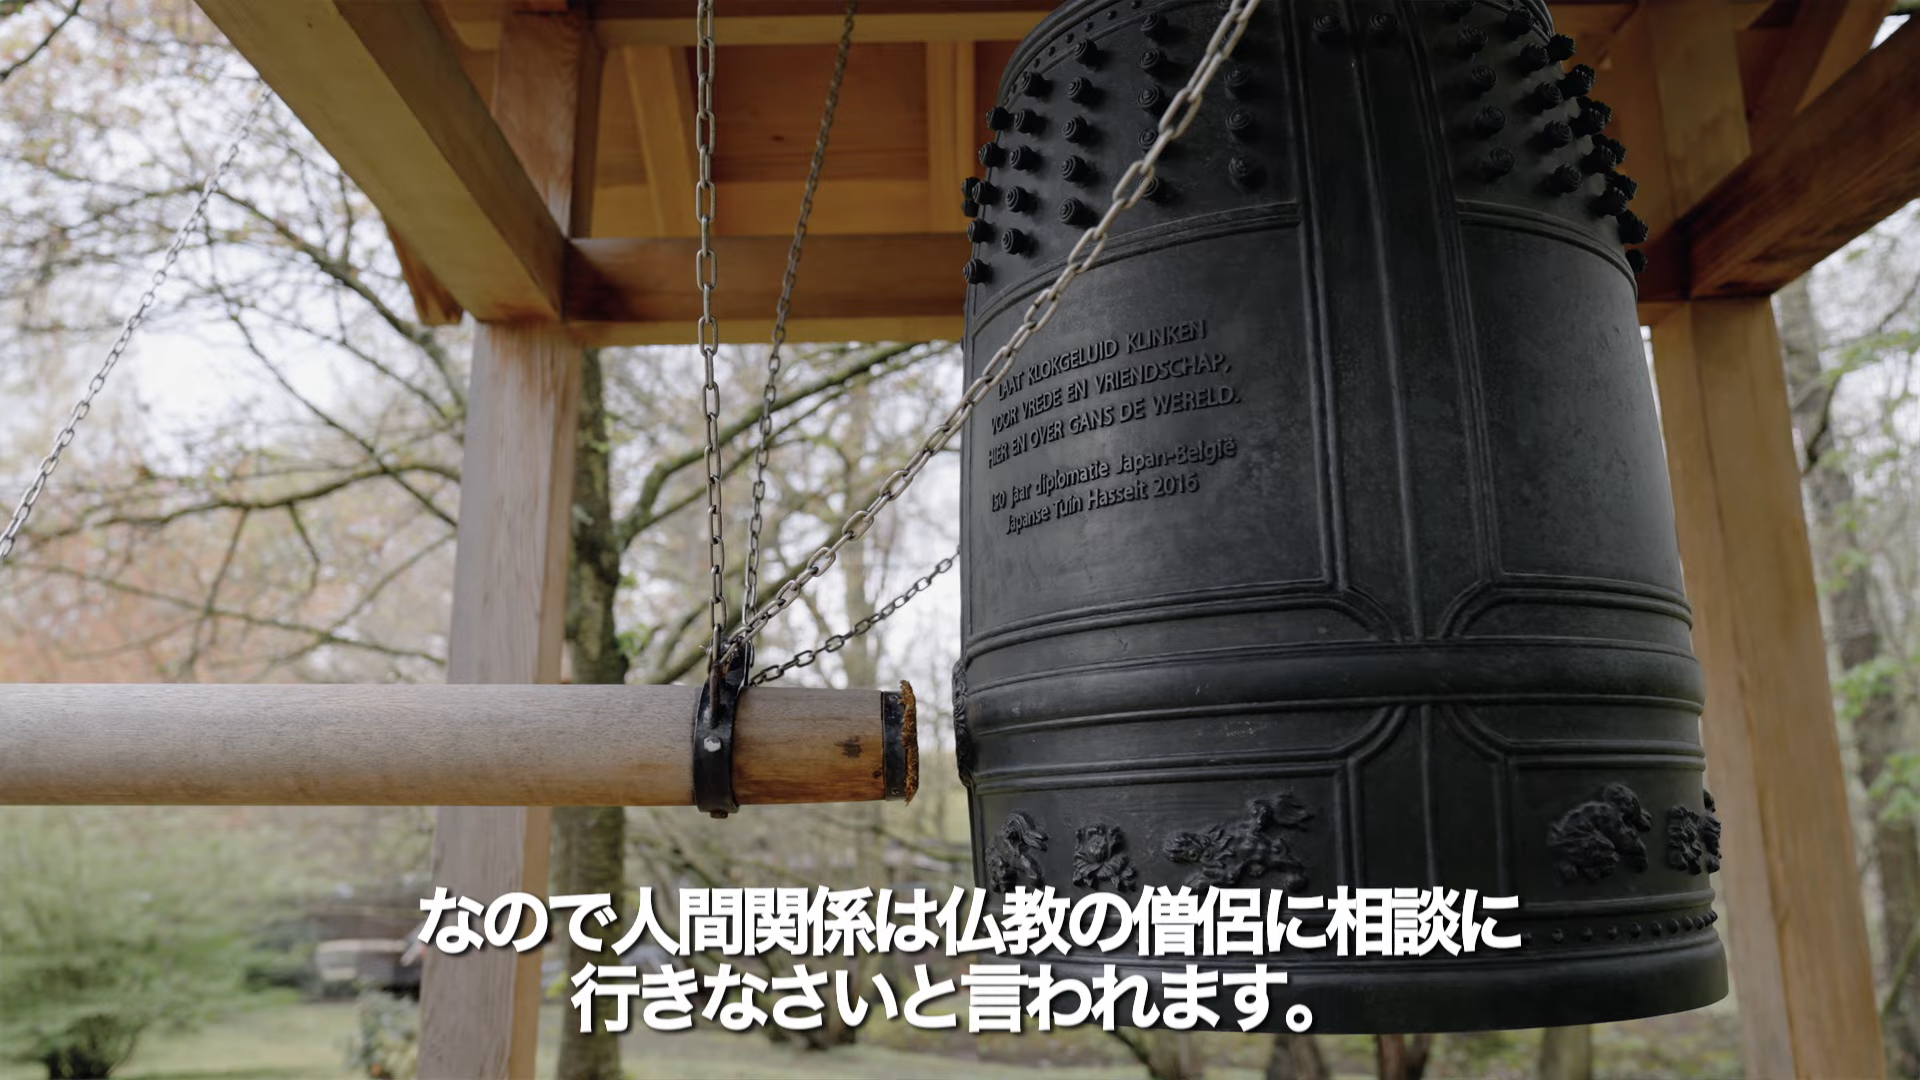 LAAT KLOKGELUID KLINKEN
VOOR VREDE EN VRIENDSCHAP,
HIER EN OVER GANS DE WERELD.
150 jaar diplomatie Japan-België
Japanse Tuin Hasselt 2016
なので人間関係は仏教の僧侶に相談に
行きなさいと言われます。